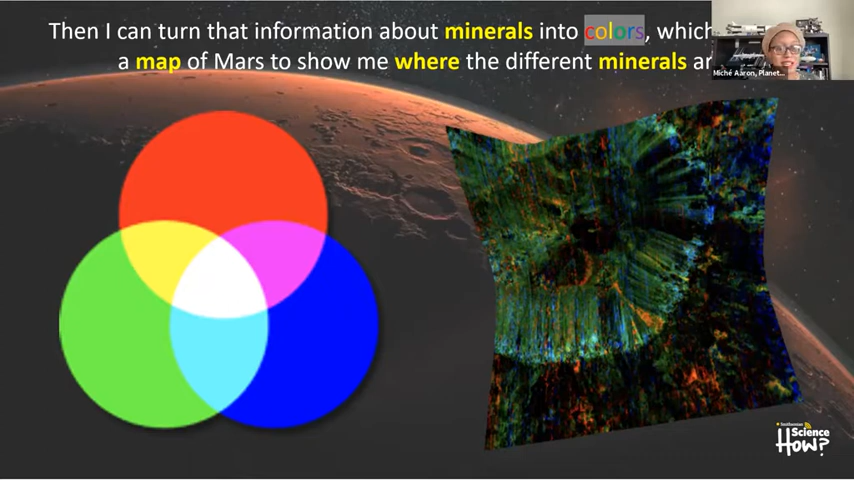 Then I can turn that information about minerals into colors, which
a map of Mars to show me where the different minerals
Miché Aaron, Planet...
Smithsonian
Science
How?